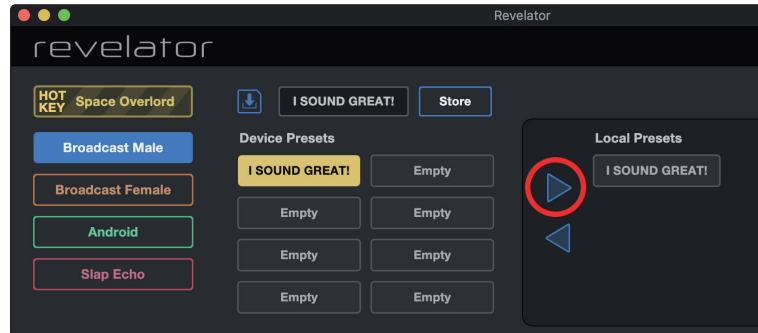 Revelator
revelator
HOT KEY Space Overlord
I SOUND GREAT!
Store
Broadcast Male
Broadcast Female
Android
Slap Echo
Device Presets
I SOUND GREAT!
Empty
Empty
Empty
Empty
Empty
Empty
Empty
Local Presets
I SOUND GREAT!